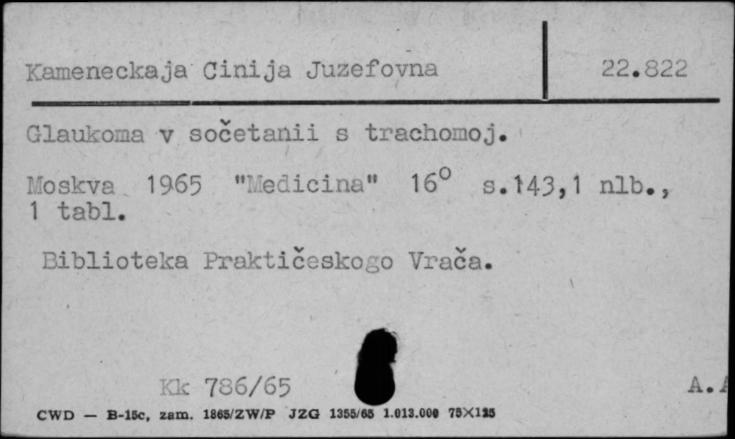 Kameneckaja Cinija Juzefovna 22.822
Glaukoma v sočetanii s trachomoj.
Moskva 1965 "Medicina" 16° s.143,1 nlb.,
1 tabl.
Biblioteka Praktičeskogo Vrača.
Kk 786/65 A.A
CWD — B-15c, zam. 1865/ZW/P JZG 1355/65 1.013.000 75X125